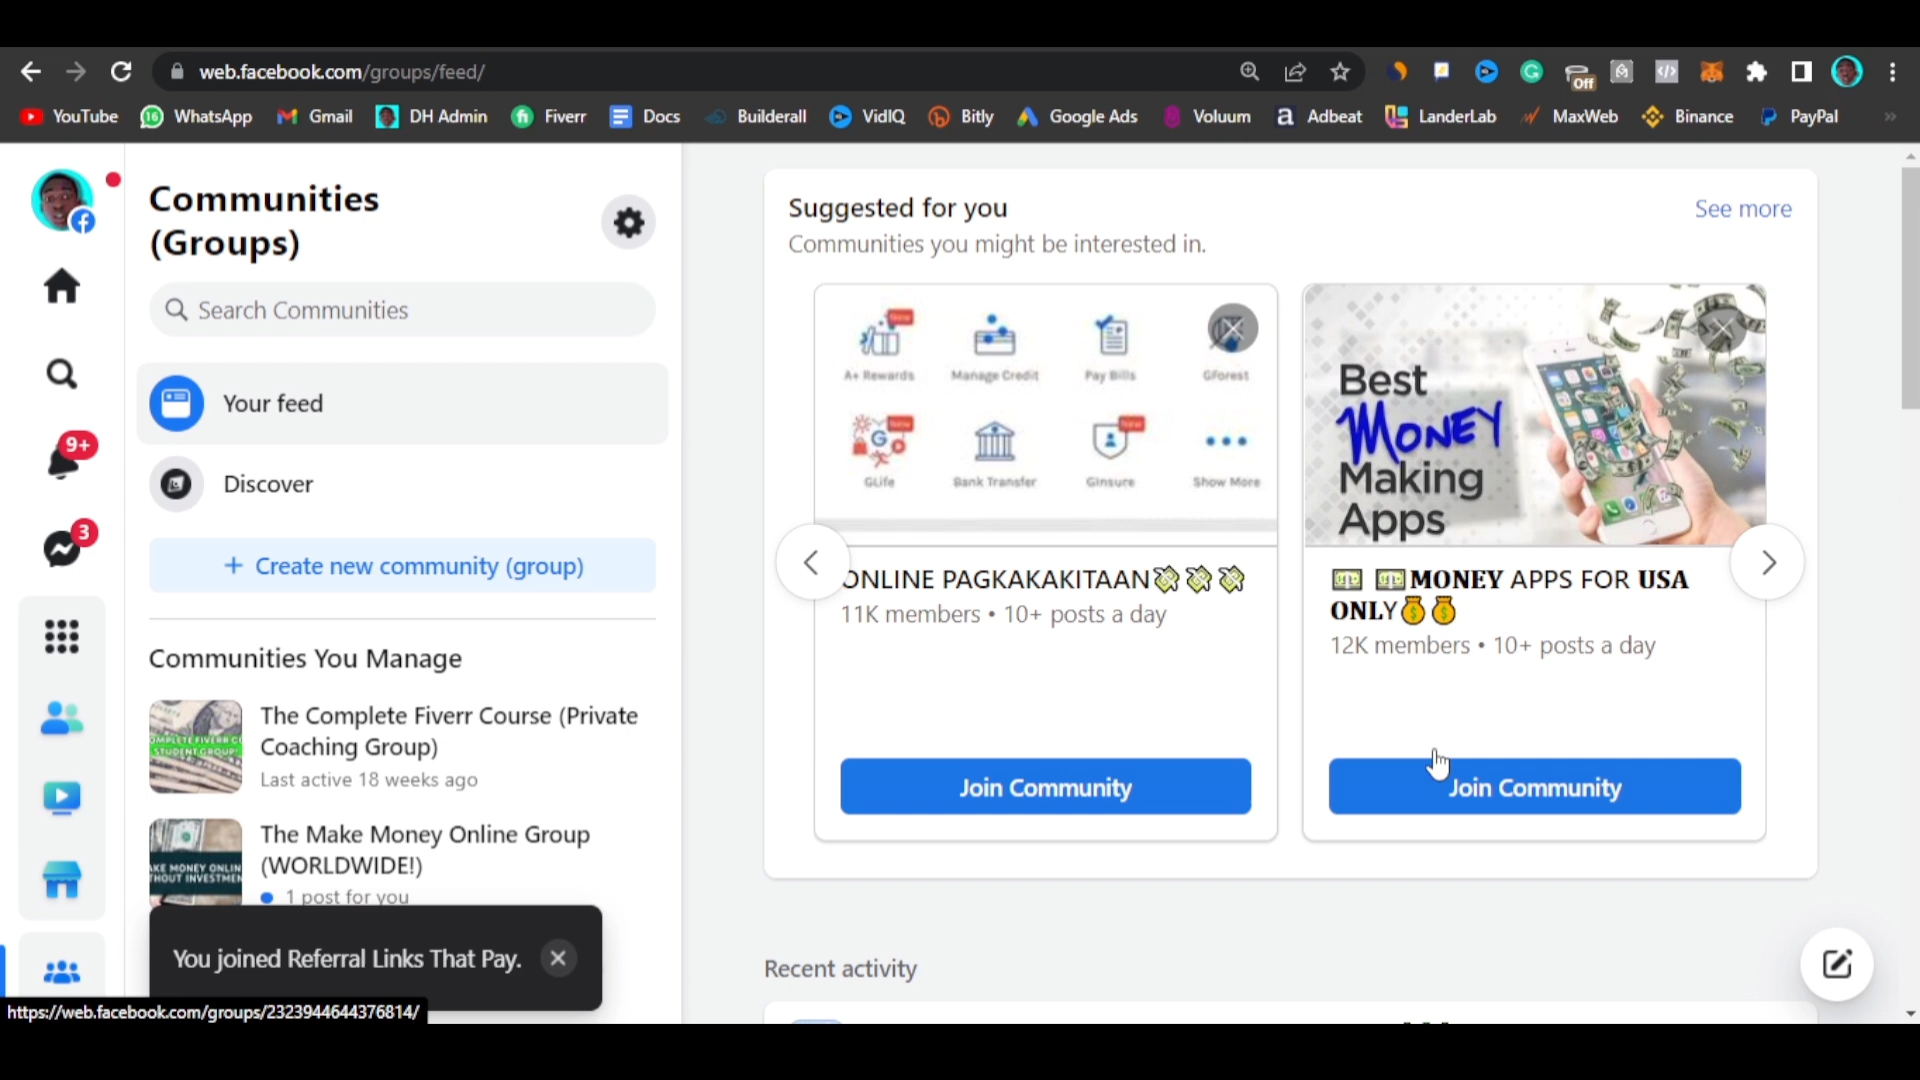 web.facebook.com/groups/feed/
Off
YouTube
16
WhatsApp
Gmail
DH Admin
Fiverr
Docs
Builderall
VidIQ
Bitly
Google Ads
Voluum
Adbeat
LanderLab
MaxWeb
Binance
PayPal
Communities
(Groups)
Search Communities
9+
Your feed
3
Discover
+ Create new community (group)
Communities You Manage
The Complete Fiverr Course (Private
Coaching Group)
Last active 18 weeks ago
The Make Money Online Group
(WORLDWIDE!)
1 post for you
You joined Referral Links That Pay.
https://web.facebook.com/groups/2323944644376814/
Suggested for you
See more
Communities you might be interested in.
New
A+ Rewards
Manage Credit
Pay Bills
GForest
New
New
GLife
Bank Transfer
GInsure
Show More
ONLINE PAGKAKAKITAAN💸💸💸
11K members • 10+ posts a day
Join Community
Best
Money
Making
Apps
💵 💵MONEY APPS FOR USA
ONLY💰💰
12K members • 10+ posts a day
Join Community
Recent activity